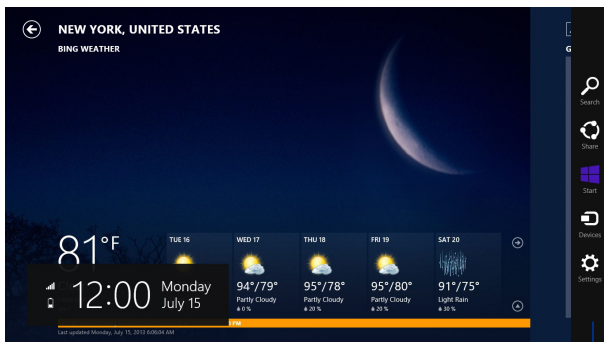 NEW YORK, UNITED STATES
BING WEATHER
Search
Share
Start
Devices
Settings
81°F
TUE 16
WED 17
94°/79°
Partly Cloudy
0 %
THU 18
95°/78°
Partly Cloudy
20 %
FRI 19
95°/80°
Partly Cloudy
20 %
SAT 20
91°/75°
Light Rain
30 %
12:00
Monday
July 15
PM
Last updated Monday, July 15, 2013 6:06:04 AM